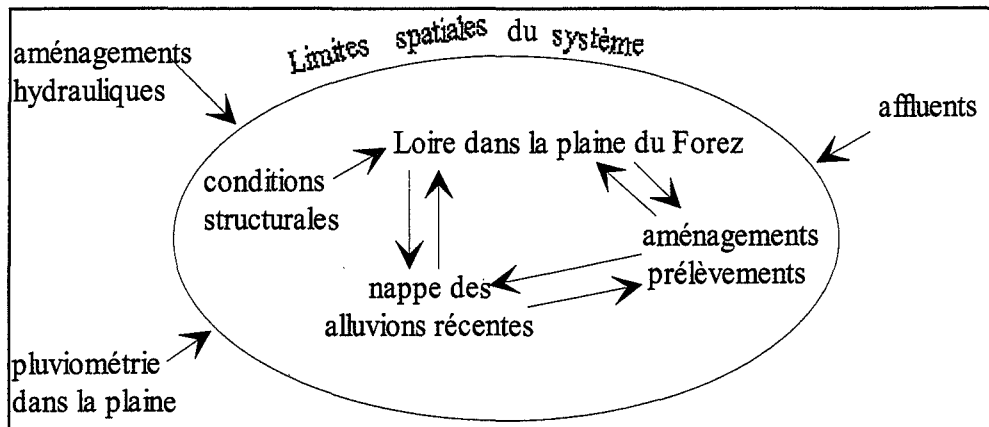 Limites spatiales du système
aménagements
hydrauliques
affluents
Loire dans la plaine du Forez
conditions
structurales
aménagements
prélèvements
nappe des
alluvions récentes
pluviométrie
dans la plaine